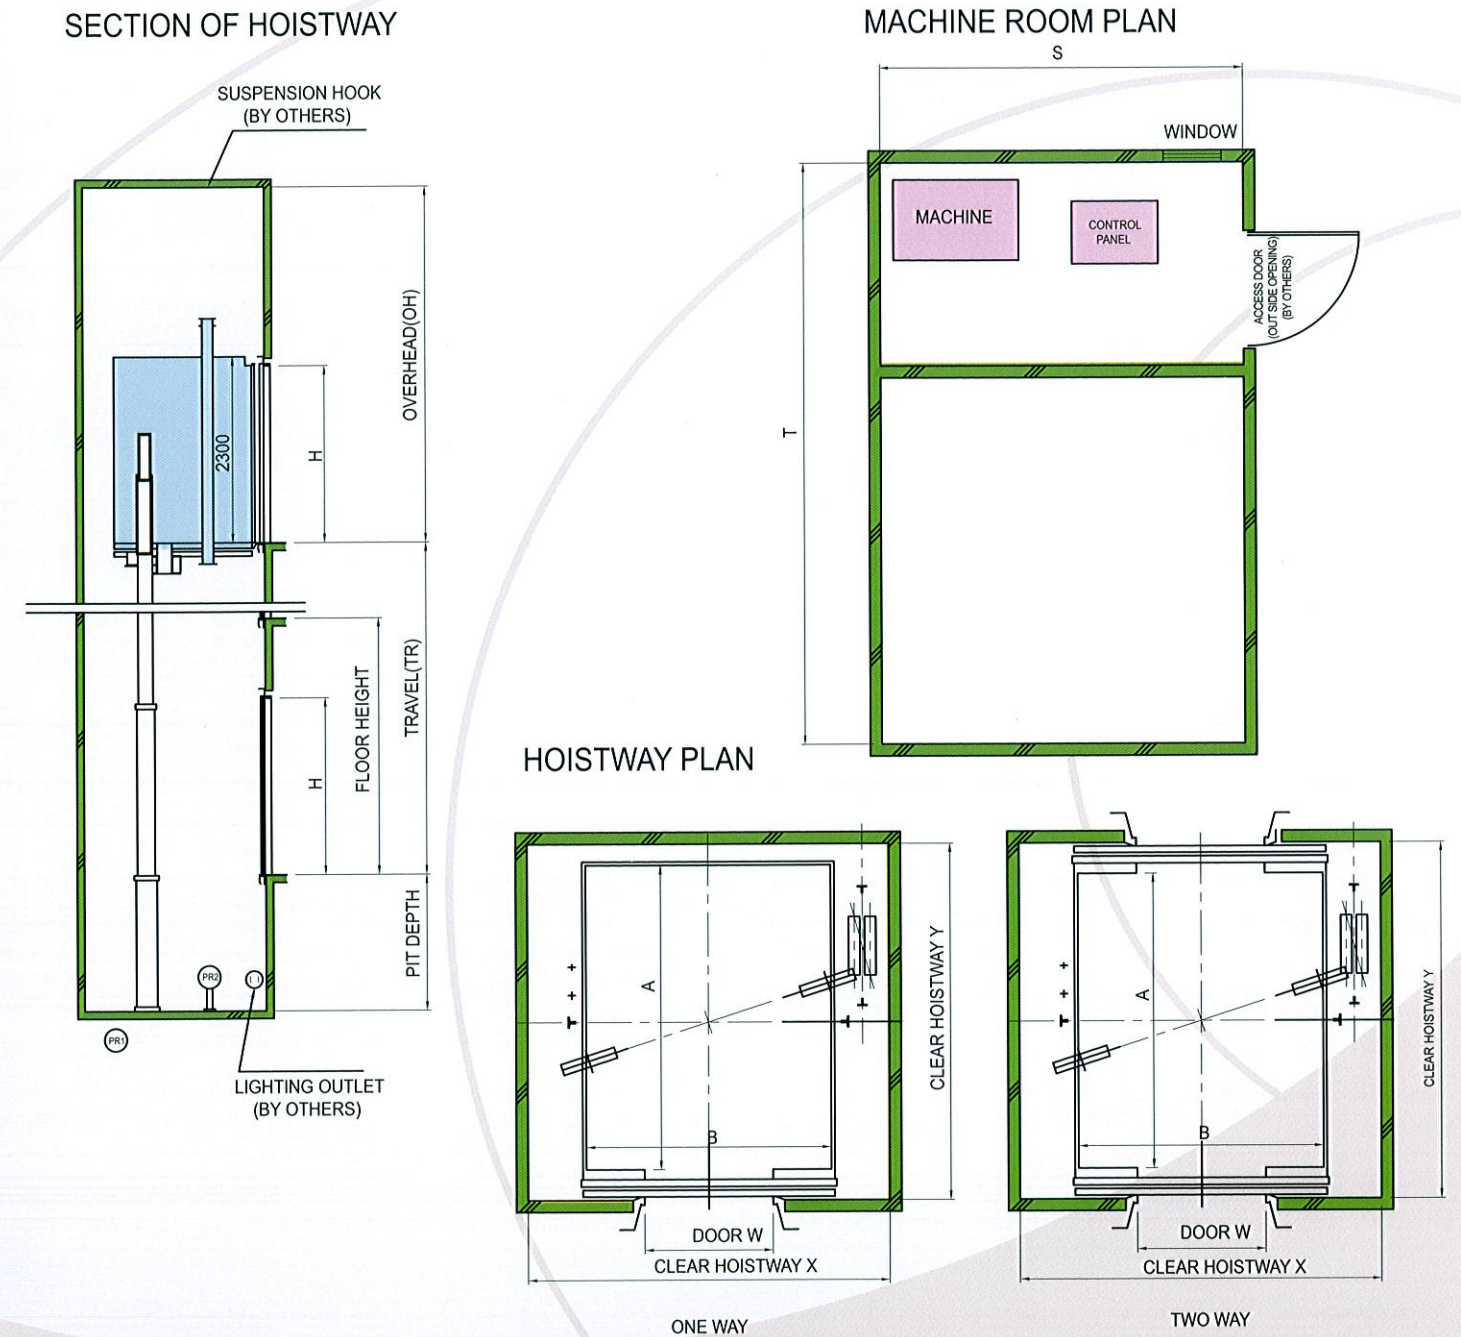 SECTION OF HOISTWAY
SUSPENSION HOOK
(BY OTHERS)
OVERHEAD(OH)
2300
H
TRAVEL(TR)
FLOOR HEIGHT
H
PIT DEPTH
PR2
PR1
LIGHTING OUTLET
(BY OTHERS)
MACHINE ROOM PLAN
S
WINDOW
MACHINE
CONTROL
PANEL
ACCESS DOOR
(OUT SIDE OPENING)
(BY OTHERS)
T
HOISTWAY PLAN
A
B
CLEAR HOISTWAY Y
DOOR W
CLEAR HOISTWAY X
ONE WAY
A
B
CLEAR HOISTWAY Y
DOOR W
CLEAR HOISTWAY X
TWO WAY